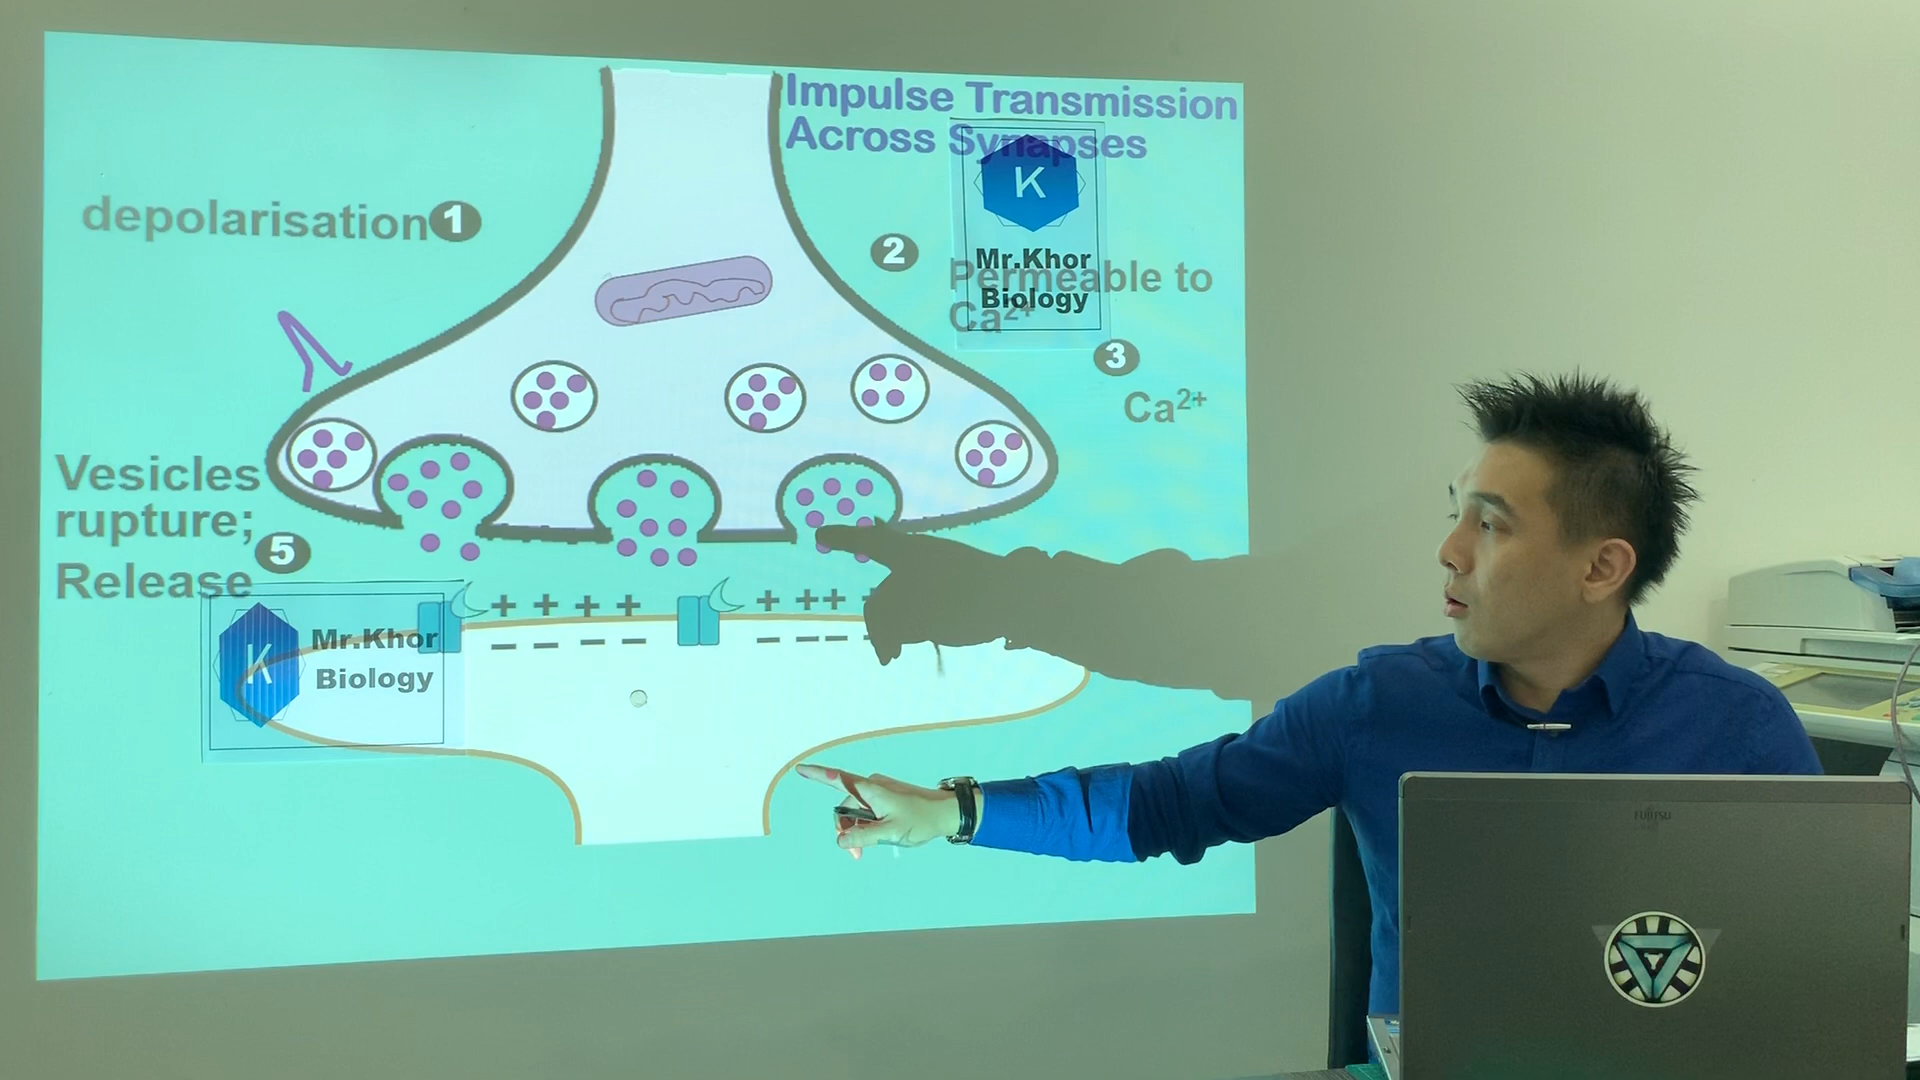 Impulse Transmission
Across Synapses
K
Mr.Khor
Biology
depolarisation 1
2
Permeable to
Ca2+
3
Ca2+
Vesicles
rupture;
5
Release
K
Mr.Khor
Biology
+ + + +
+ ++ +
− − − −
− −− −
FUJITSU